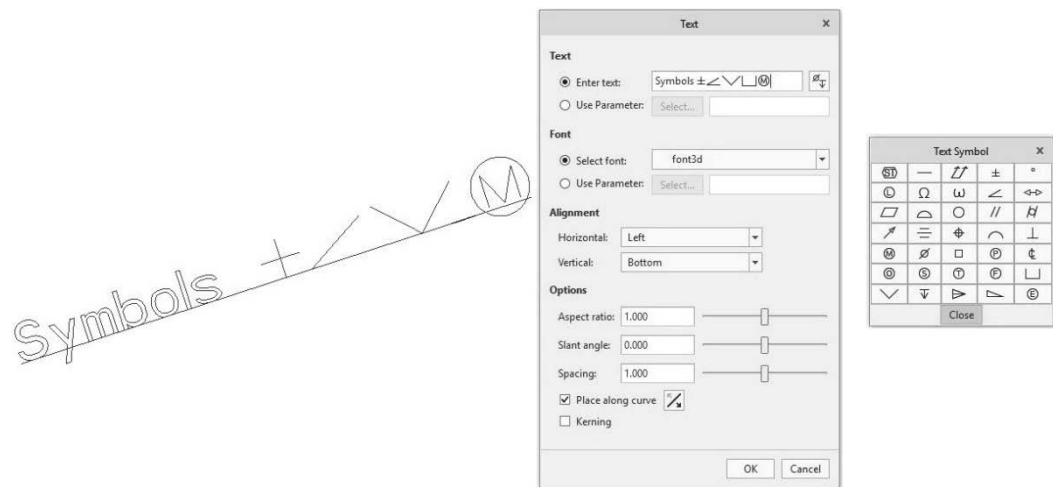 Symbols ± ∠ ⌵ Ⓜ
Text x
Text
Enter text: Symbols ±∠⌵⌴Ⓜ
Use Parameter: Select...
Font
Select font: font3d
Use Parameter: Select...
Alignment
Horizontal: Left
Vertical: Bottom
Options
Aspect ratio: 1.000
Slant angle: 0.000
Spacing: 1.000
Place along curve
Kerning
OK Cancel
Text Symbol x
ST — ⌰ ± °
Ⓛ Ω ω ∠
▱ ⌓ ○ // ⌭
↗ ⌯ ⌖ ⌒ ⊥
Ⓜ ⌀ □ Ⓟ ℄
Ⓞ Ⓢ Ⓣ Ⓕ ⌴
⌵ ↧ ⌲ ⌳ Ⓔ
Close